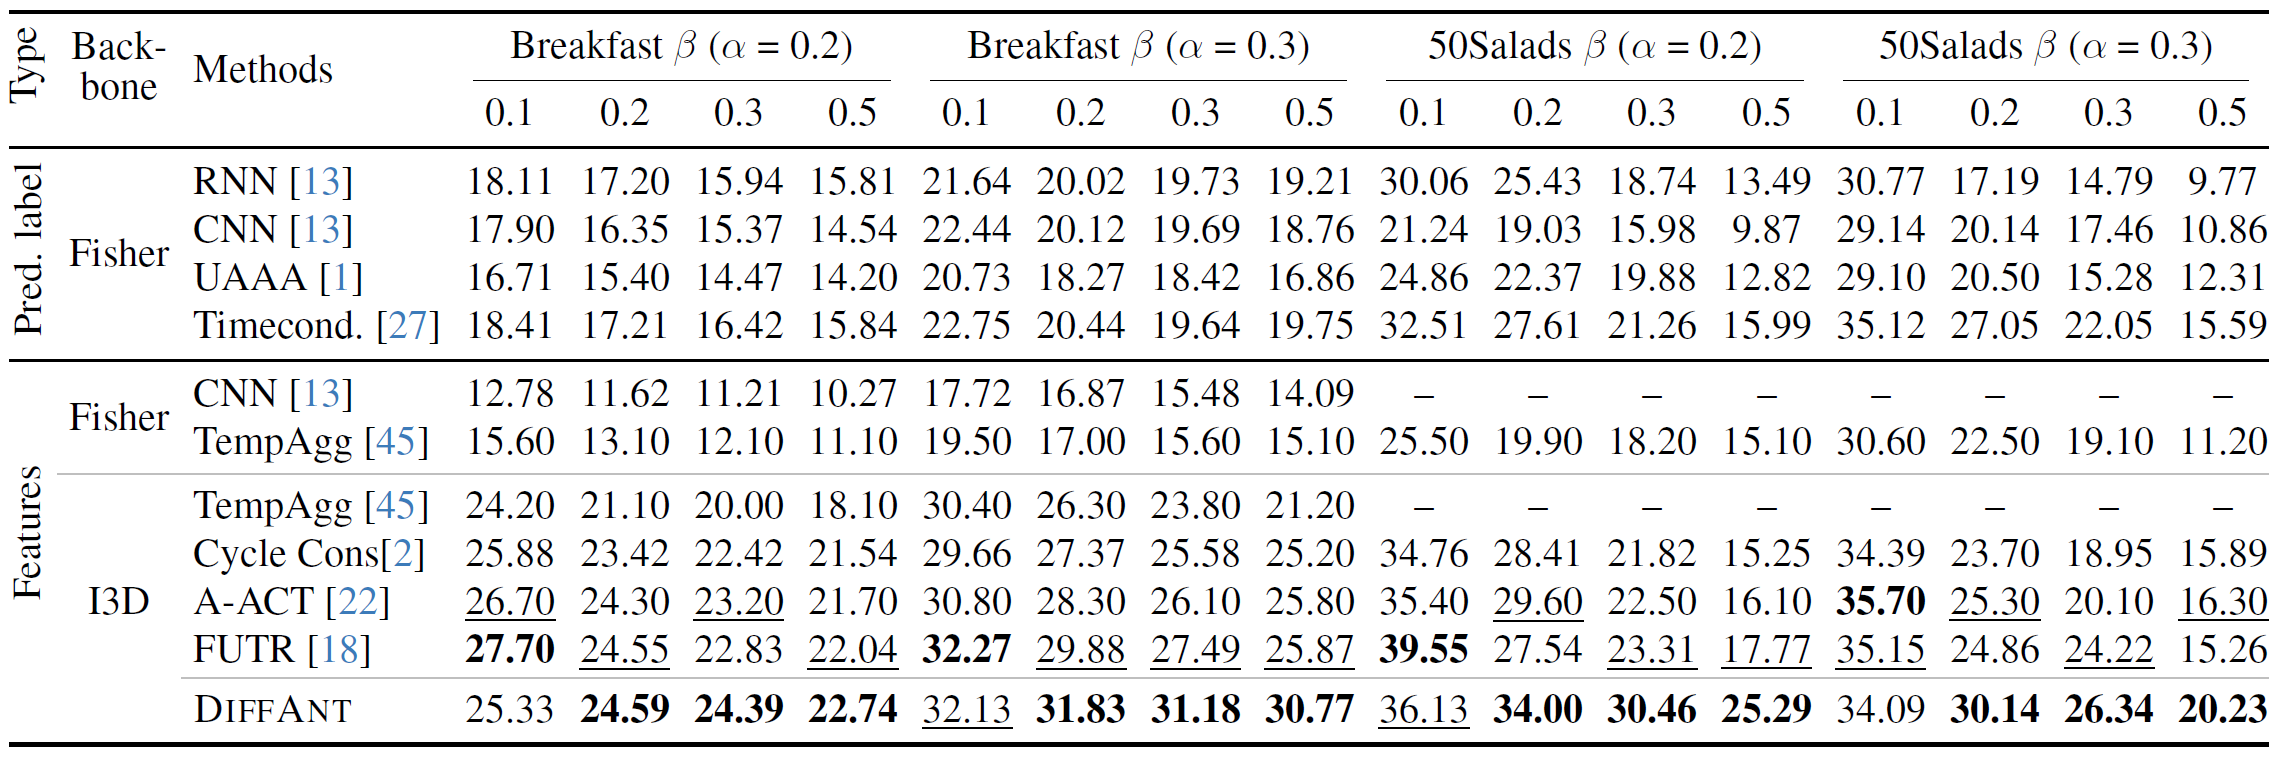 Type Back-bone Methods Breakfast β (α = 0.2) Breakfast β (α = 0.3) 50Salads β (α = 0.2) 50Salads β (α = 0.3)
0.1 0.2 0.3 0.5 0.1 0.2 0.3 0.5 0.1 0.2 0.3 0.5 0.1 0.2 0.3 0.5
Pred. label
Fisher
RNN [13] 18.11 17.20 15.94 15.81 21.64 20.02 19.73 19.21 30.06 25.43 18.74 13.49 30.77 17.19 14.79 9.77
CNN [13] 17.90 16.35 15.37 14.54 22.44 20.12 19.69 18.76 21.24 19.03 15.98 9.87 29.14 20.14 17.46 10.86
UAAA [1] 16.71 15.40 14.47 14.20 20.73 18.27 18.42 16.86 24.86 22.37 19.88 12.82 29.10 20.50 15.28 12.31
Timecond. [27] 18.41 17.21 16.42 15.84 22.75 20.44 19.64 19.75 32.51 27.61 21.26 15.99 35.12 27.05 22.05 15.59
Features
Fisher
CNN [13] 12.78 11.62 11.21 10.27 17.72 16.87 15.48 14.09 – – – – – – – –
TempAgg [45] 15.60 13.10 12.10 11.10 19.50 17.00 15.60 15.10 25.50 19.90 18.20 15.10 30.60 22.50 19.10 11.20
I3D
TempAgg [45] 24.20 21.10 20.00 18.10 30.40 26.30 23.80 21.20 – – – – – – – –
Cycle Cons[2] 25.88 23.42 22.42 21.54 29.66 27.37 25.58 25.20 34.76 28.41 21.82 15.25 34.39 23.70 18.95 15.89
A-ACT [22] 26.70 24.30 23.20 21.70 30.80 28.30 26.10 25.80 35.40 29.60 22.50 16.10 35.70 25.30 20.10 16.30
FUTR [18] 27.70 24.55 22.83 22.04 32.27 29.88 27.49 25.87 39.55 27.54 23.31 17.77 35.15 24.86 24.22 15.26
DIFFANT 25.33 24.59 24.39 22.74 32.13 31.83 31.18 30.77 36.13 34.00 30.46 25.29 34.09 30.14 26.34 20.23